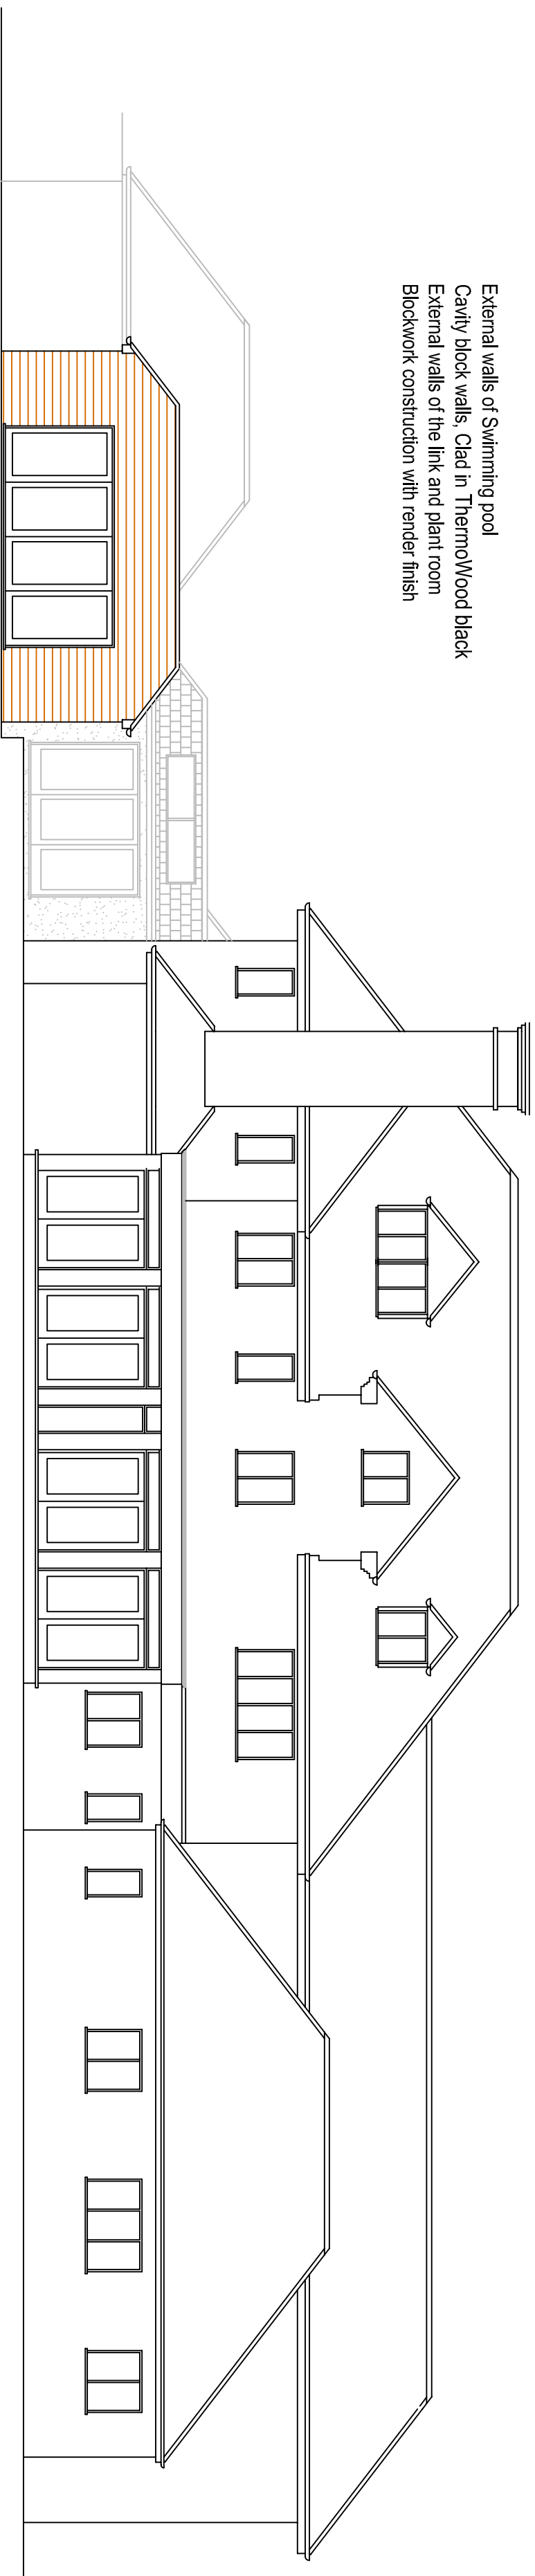 External walls of Swimming pool
Cavity block walls, Clad in ThermoWood black
External walls of the link and plant room
Blockwork construction with render finish